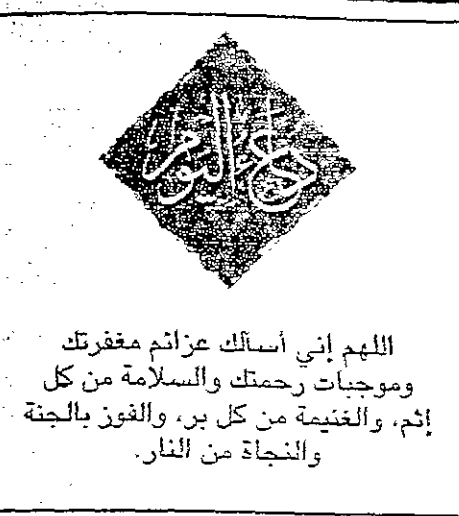 دعاء اليوم
اللهم إني أسألك عزائم مغفرتك
وموجبات رحمتك والسلامة من كل
إثم، والغنيمة من كل بر، والفوز بالجنة
والنجاة من النار.